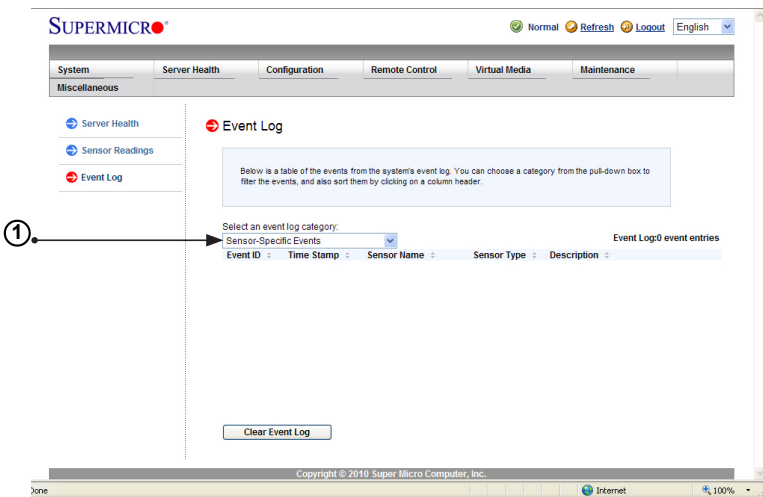 SUPERMICR
Normal Refresh Logout English
System Server Health Configuration Remote Control Virtual Media Maintenance
Miscellaneous
Server Health
Sensor Readings
Event Log
Event Log
Below is a table of the events from the system's event log. You can choose a category from the pull-down box to
filter the events, and also sort them by clicking on a column header.
1
Select an event log category:
Sensor-Specific Events
Event Log:0 event entries
Event ID Time Stamp Sensor Name Sensor Type Description
Clear Event Log
Copyright © 2010 Super Micro Computer, Inc.
Done Internet 100%